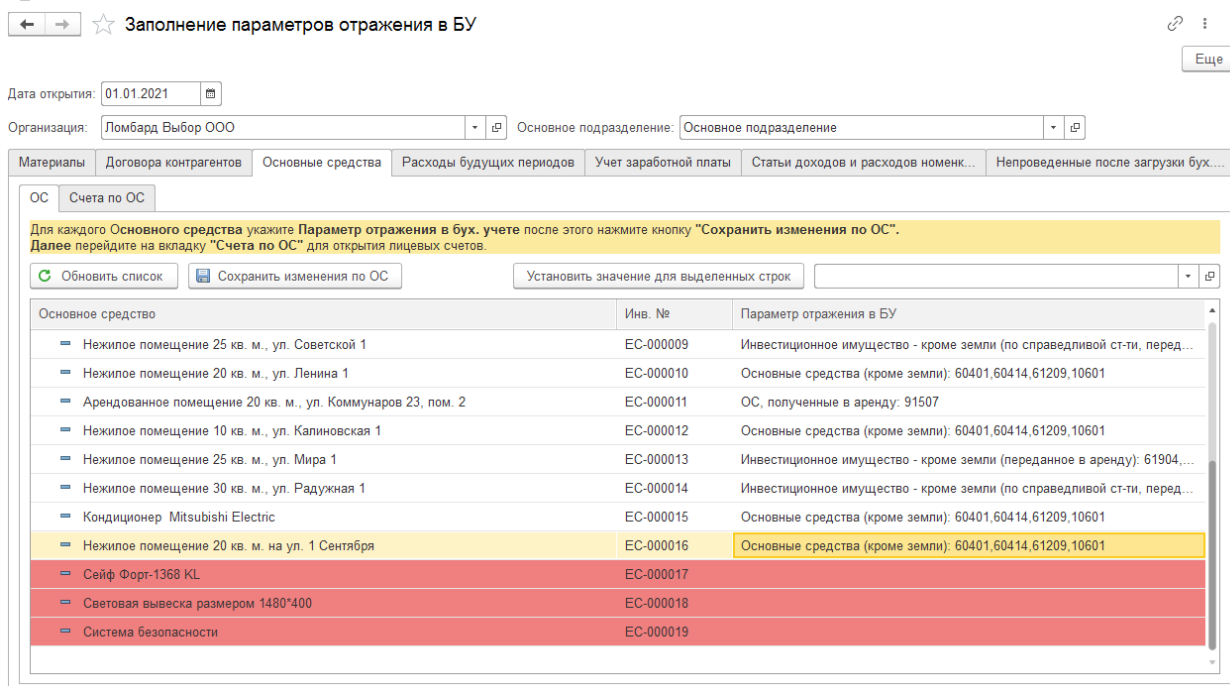 Заполнение параметров отражения в БУ
Еще
Дата открытия: 01.01.2021
Организация: Ломбард Выбор ООО Основное подразделение: Основное подразделение
Материалы Договора контрагентов Основные средства Расходы будущих периодов Учет заработной платы Статьи доходов и расходов номенк... Непроведенные после загрузки бух....
ОС Счета по ОС
Для каждого Основного средства укажите Параметр отражения в бух. учете после этого нажмите кнопку "Сохранить изменения по ОС".
Далее перейдите на вкладку "Счета по ОС" для открытия лицевых счетов.
Обновить список Сохранить изменения по ОС Установить значение для выделенных строк
Основное средство Инв. № Параметр отражения в БУ
Нежилое помещение 25 кв. м., ул. Советской 1 ЕС-000009 Инвестиционное имущество - кроме земли (по справедливой ст-ти, перед...
Нежилое помещение 20 кв. м., ул. Ленина 1 ЕС-000010 Основные средства (кроме земли): 60401,60414,61209,10601
Арендованное помещение 20 кв. м., ул. Коммунаров 23, пом. 2 ЕС-000011 ОС, полученные в аренду: 91507
Нежилое помещение 10 кв. м., ул. Калиновская 1 ЕС-000012 Основные средства (кроме земли): 60401,60414,61209,10601
Нежилое помещение 25 кв. м., ул. Мира 1 ЕС-000013 Инвестиционное имущество - кроме земли (переданное в аренду): 61904,...
Нежилое помещение 30 кв. м., ул. Радужная 1 ЕС-000014 Инвестиционное имущество - кроме земли (по справедливой ст-ти, перед...
Кондиционер Mitsubishi Electric ЕС-000015 Основные средства (кроме земли): 60401,60414,61209,10601
Нежилое помещение 20 кв. м. на ул. 1 Сентября ЕС-000016 Основные средства (кроме земли): 60401,60414,61209,10601
Сейф Форт-1368 KL ЕС-000017
Световая вывеска размером 1480*400 ЕС-000018
Система безопасности ЕС-000019